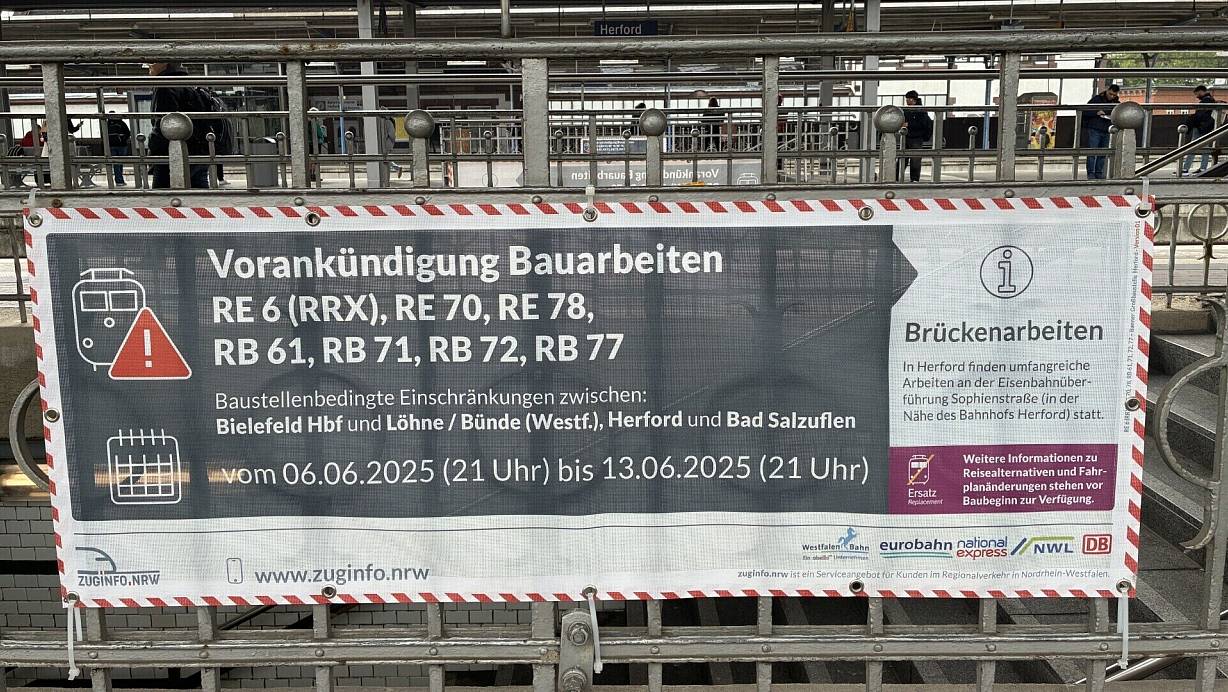 Herford
Vorankündigung Bauarbeiten
Vorankündigung Bauarbeiten
RE 6 (RRX), RE 70, RE 78,
RB 61, RB 71, RB 72, RB 77
Baustellenbedingte Einschränkungen zwischen:
Bielefeld Hbf und Löhne / Bünde (Westf.), Herford und Bad Salzuflen
vom 06.06.2025 (21 Uhr) bis 13.06.2025 (21 Uhr)
i
Brückenarbeiten
In Herford finden umfangreiche
Arbeiten an der Eisenbahnüber-
führung Sophienstraße (in der
Nähe des Bahnhofs Herford) statt.
Ersatz
Replacement
Weitere Informationen zu
Reisealternativen und Fahr-
planänderungen stehen vor
Baubeginn zur Verfügung.
ZUGINFO.NRW
www.zuginfo.nrw
WestfalenBahn
Ein abellio Unternehmen
eurobahn
national
express
NWL
DB
zuginfo.nrw ist ein Serviceangebot für Kunden im Regionalverkehr in Nordrhein-Westfalen.